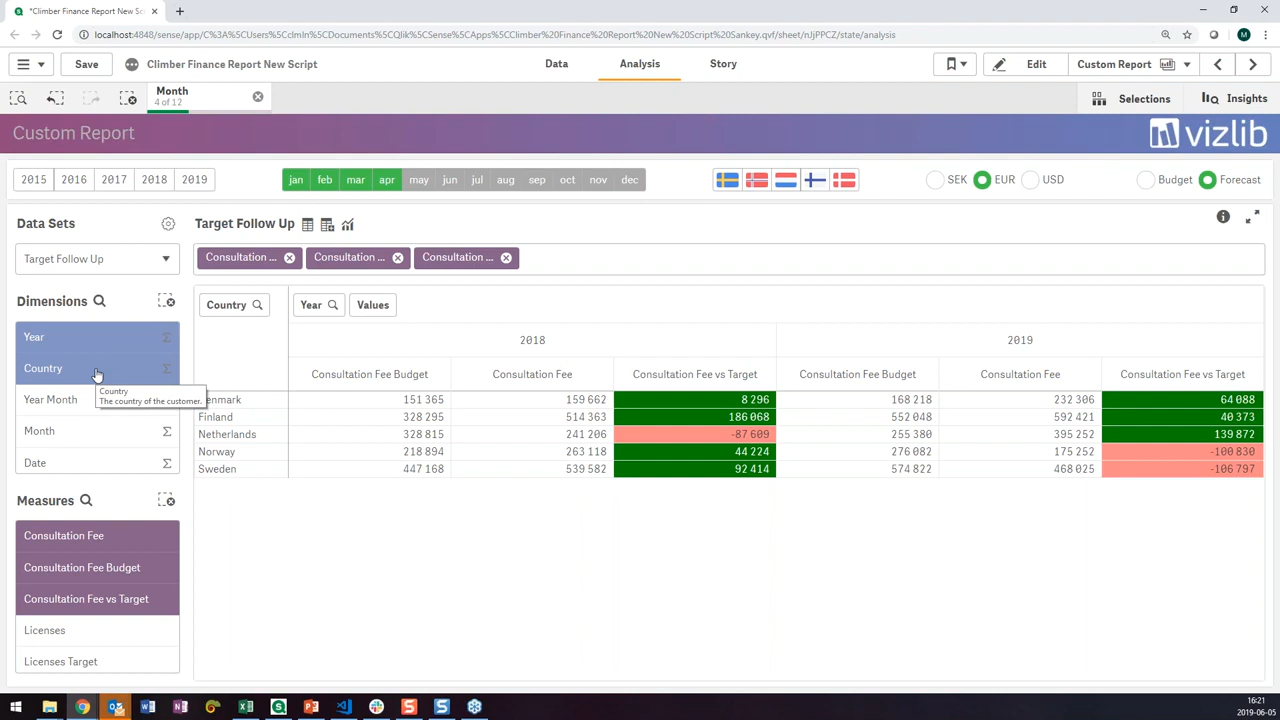 *Climber Finance Report New Scri
localhost:4848/sense/app/C%3A%5CUsers%5Cclmln%5CDocuments%5CQlik%5CSense%5CApps%5CClimber%20Finance%20Report%20New%20Script%20Sankey.qvf/sheet/nJjPPCZ/state/analysis
M
Save
Climber Finance Report New Script
Data
Analysis
Story
Edit
Custom Report
Month
4 of 12
Selections
Insights
Custom Report
vizlib
2015 2016 2017 2018 2019
jan feb mar apr may jun jul aug sep oct nov dec
SEK EUR USD
Budget Forecast
Data Sets
Target Follow Up
Target Follow Up
Consultation ... Consultation ... Consultation ...
Dimensions
Year
Country
Year Month
Month
Date
Country
The country of the customer.
Measures
Consultation Fee
Consultation Fee Budget
Consultation Fee vs Target
Licenses
Licenses Target
Country Year Values
2018 2019
Consultation Fee Budget Consultation Fee Consultation Fee vs Target Consultation Fee Budget Consultation Fee Consultation Fee vs Target
enmark 151 365 159 662 8 296 168 218 232 306 64 088
Finland 328 295 514 363 186 068 552 048 592 421 40 373
Netherlands 328 815 241 206 -87 609 255 380 395 252 139 872
Norway 218 894 263 118 44 224 276 082 175 252 -100 830
Sweden 447 168 539 582 92 414 574 822 468 025 -106 797
16:21
2019-06-05